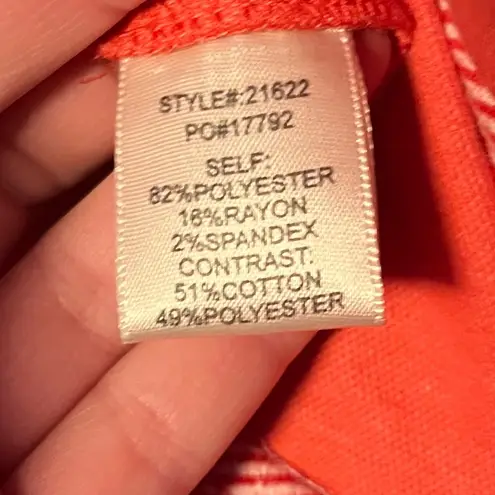 STYLE#:21622
PO#17792
SELF:
82%POLYESTER
16%RAYON
2%SPANDEX
CONTRAST:
51%COTTON
49%POLYESTER